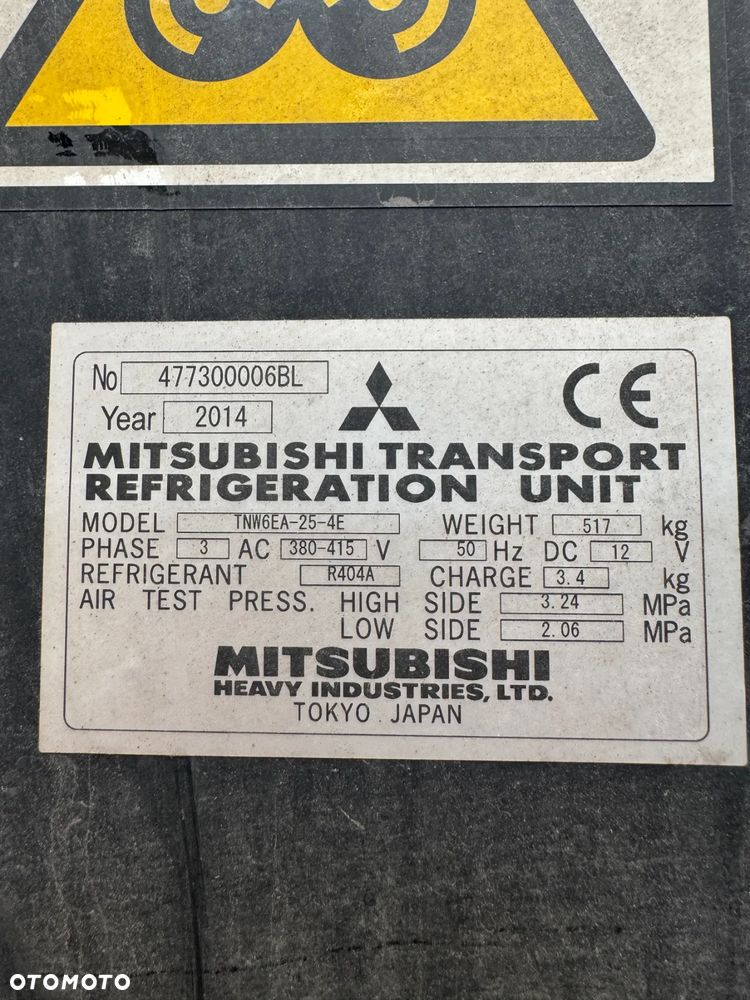 No 477300006BL
CE
Year 2014
MITSUBISHI TRANSPORT
REFRIGERATION UNIT
MODEL TNW6EA-25-4E WEIGHT 517 kg
PHASE 3 AC 380-415 V 50 Hz DC 12 V
REFRIGERANT R404A CHARGE 3.4 kg
AIR TEST PRESS. HIGH SIDE 3.24 MPa
LOW SIDE 2.06 MPa
MITSUBISHI
HEAVY INDUSTRIES, LTD.
TOKYO. JAPAN
OTOMOTO